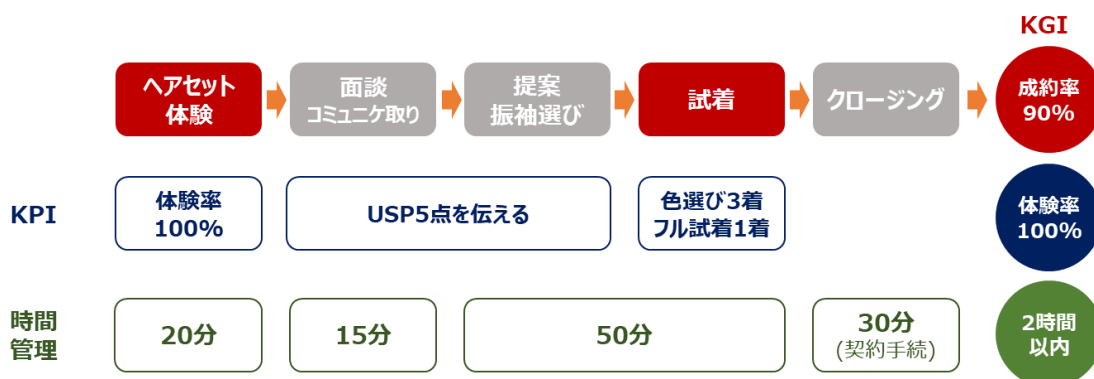 KGI
ヘアセット
体験
面談
コミュニケ取り
提案
振袖選び
試着
クロージング
成約率
90%
KPI
体験率
100%
USP5点を伝える
色選び3着
フル試着1着
体験率
100%
時間
管理
20分
15分
50分
30分
(契約手続)
2時間
以内